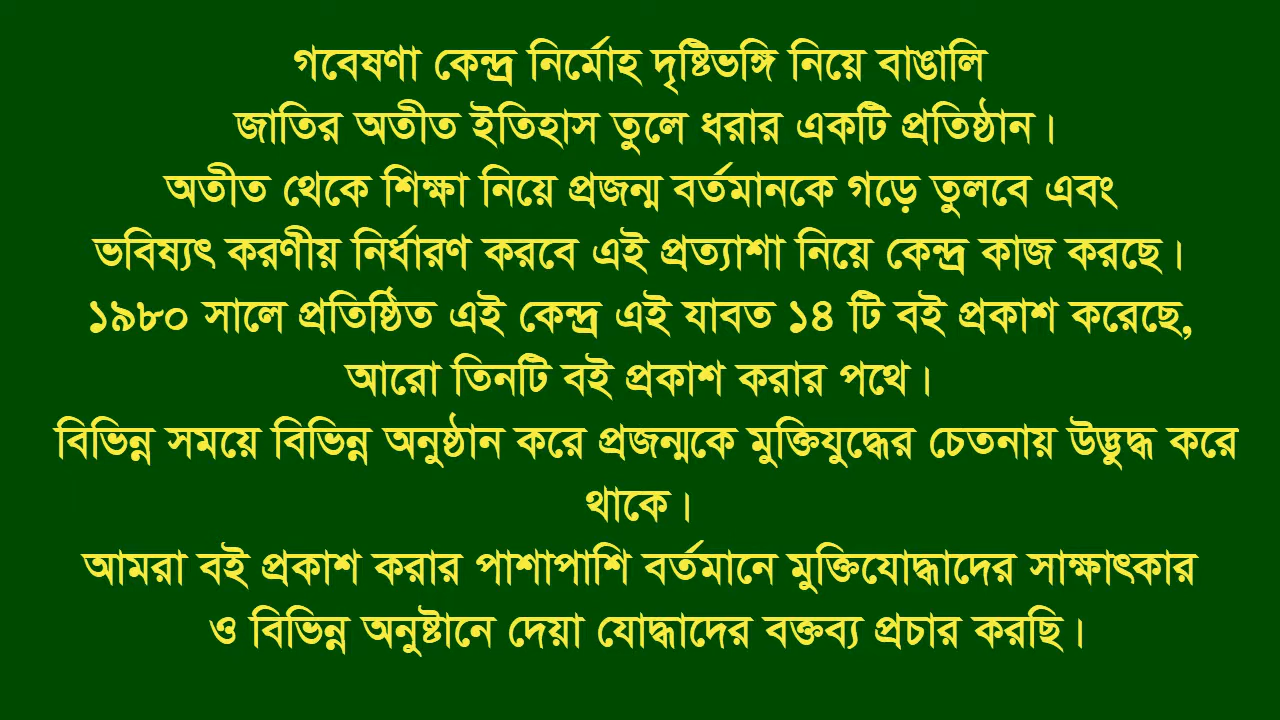 গবেষণা কেন্দ্র নির্মোহ দৃষ্টিভঙ্গি নিয়ে বাঙালি
জাতির অতীত ইতিহাস তুলে ধরার একটি প্রতিষ্ঠান।
অতীত থেকে শিক্ষা নিয়ে প্রজন্ম বর্তমানকে গড়ে তুলবে এবং
ভবিষ্যৎ করণীয় নির্ধারণ করবে এই প্রত্যাশা নিয়ে কেন্দ্র কাজ করছে।
১৯৮০ সালে প্রতিষ্ঠিত এই কেন্দ্র এই যাবত ১৪ টি বই প্রকাশ করেছে,
আরো তিনটি বই প্রকাশ করার পথে।
বিভিন্ন সময়ে বিভিন্ন অনুষ্ঠান করে প্রজন্মকে মুক্তিযুদ্ধের চেতনায় উদ্ভুদ্ধ করে
থাকে।
আমরা বই প্রকাশ করার পাশাপাশি বর্তমানে মুক্তিযোদ্ধাদের সাক্ষাৎকার
ও বিভিন্ন অনুষ্টানে দেয়া যোদ্ধাদের বক্তব্য প্রচার করছি।